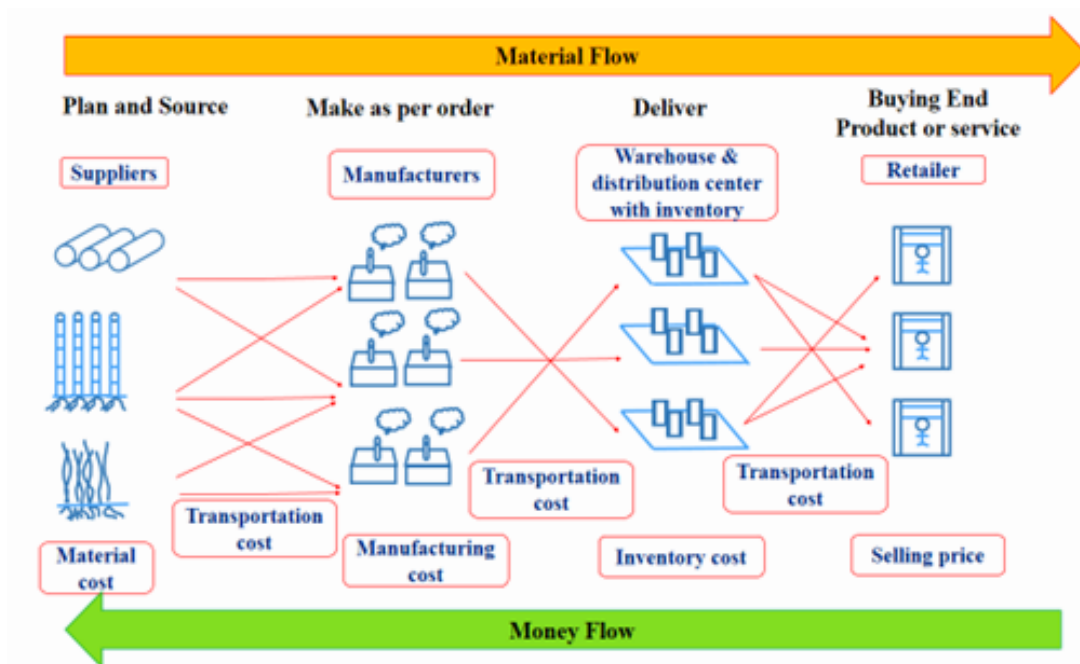 Material Flow
Plan and Source
Make as per order
Deliver
Buying End
Product or service
Suppliers
Manufacturers
Warehouse &
distribution center
with inventory
Retailer
Transportation
cost
Transportation
cost
Transportation
cost
Material
cost
Manufacturing
cost
Inventory cost
Selling price
Money Flow